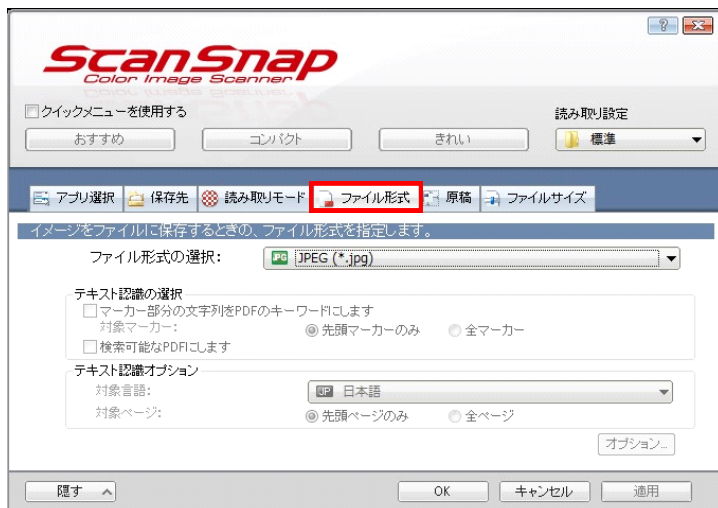 ScanSnap
Color Image Scanner
クイックメニューを使用する
読み取り設定
おすすめ
コンパクト
きれい
標準
アプリ選択
保存先
読み取りモード
ファイル形式
原稿
ファイルサイズ
イメージをファイルに保存するときの、ファイル形式を指定します。
ファイル形式の選択:
JPG
JPEG (*.jpg)
テキスト認識の選択
マーカー部分の文字列をPDFのキーワードにします
対象マーカー:
先頭マーカーのみ
全マーカー
検索可能なPDFにします
テキスト認識オプション
対象言語:
JP
日本語
対象ページ:
先頭ページのみ
全ページ
オプション...
隠す
OK
キャンセル
適用